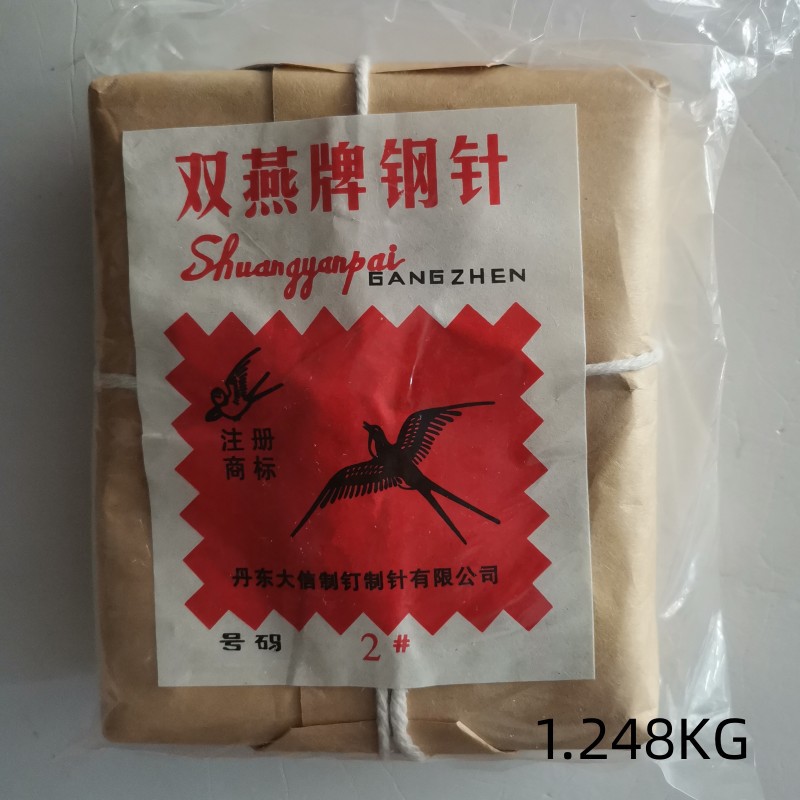 双燕牌钢针
Shuangyanpai GANGZHEN
注册
商标
丹东大信制钉制针有限公司
号码 2#
1.248KG